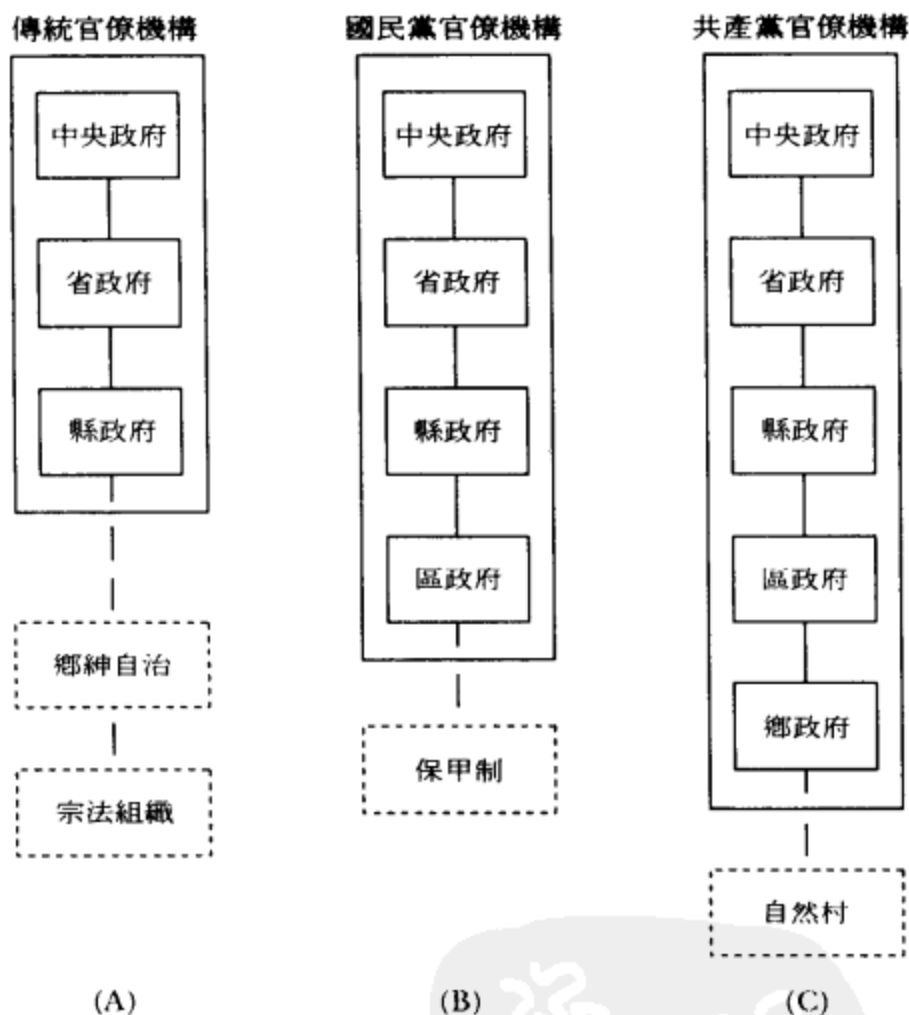 傳統官僚機構
中央政府
省政府
縣政府
鄉紳自治
宗法組織
(A)
國民黨官僚機構
中央政府
省政府
縣政府
區政府
保甲制
(B)
共產黨官僚機構
中央政府
省政府
縣政府
區政府
鄉政府
自然村
(C)